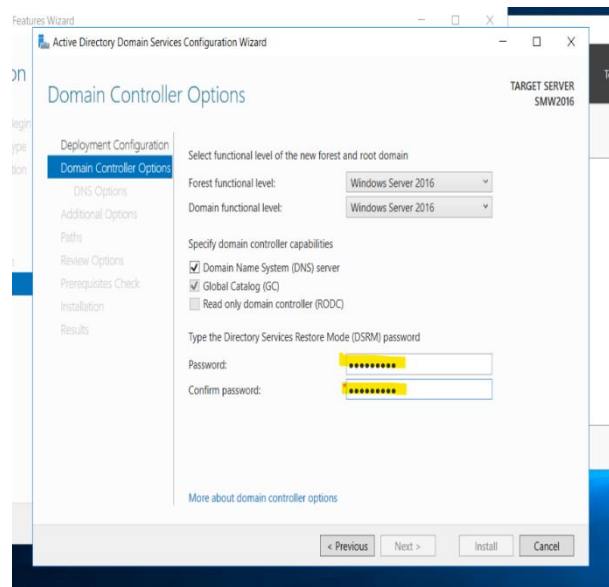 Features Wizard
Active Directory Domain Services Configuration Wizard
Domain Controller Options
TARGET SERVER
SMW2016
Deployment Configuration
Domain Controller Options
DNS Options
Additional Options
Paths
Review Options
Prerequisites Check
Installation
Results
Select functional level of the new forest and root domain
Forest functional level: Windows Server 2016
Domain functional level: Windows Server 2016
Specify domain controller capabilities
Domain Name System (DNS) server
Global Catalog (GC)
Read only domain controller (RODC)
Type the Directory Services Restore Mode (DSRM) password
Password: •••••••••
Confirm password: •••••••••
More about domain controller options
< Previous Next > Install Cancel